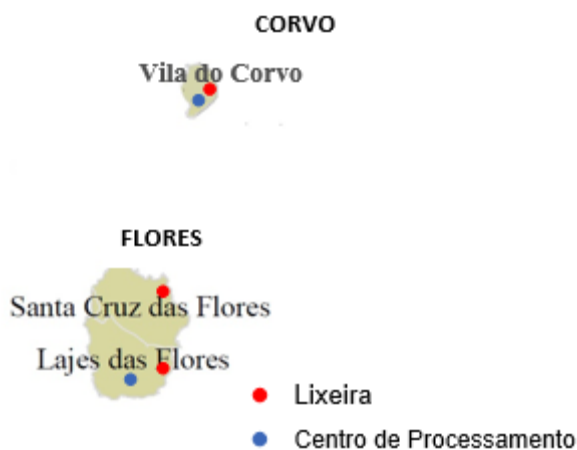 CORVO
Vila do Corvo
FLORES
Santa Cruz das Flores
Lajes das Flores
Lixeira
Centro de Processamento